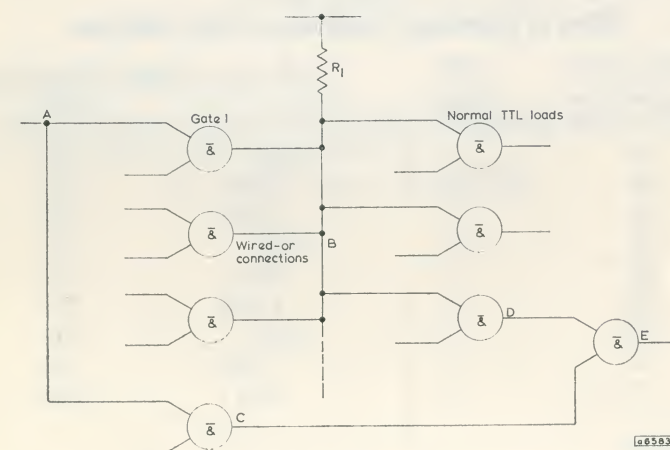 R1
A
Gate 1
Normal TTL loads
&
&
&
B
Wired-or
connections
&
&
D
&
E
&
C
&
a6583